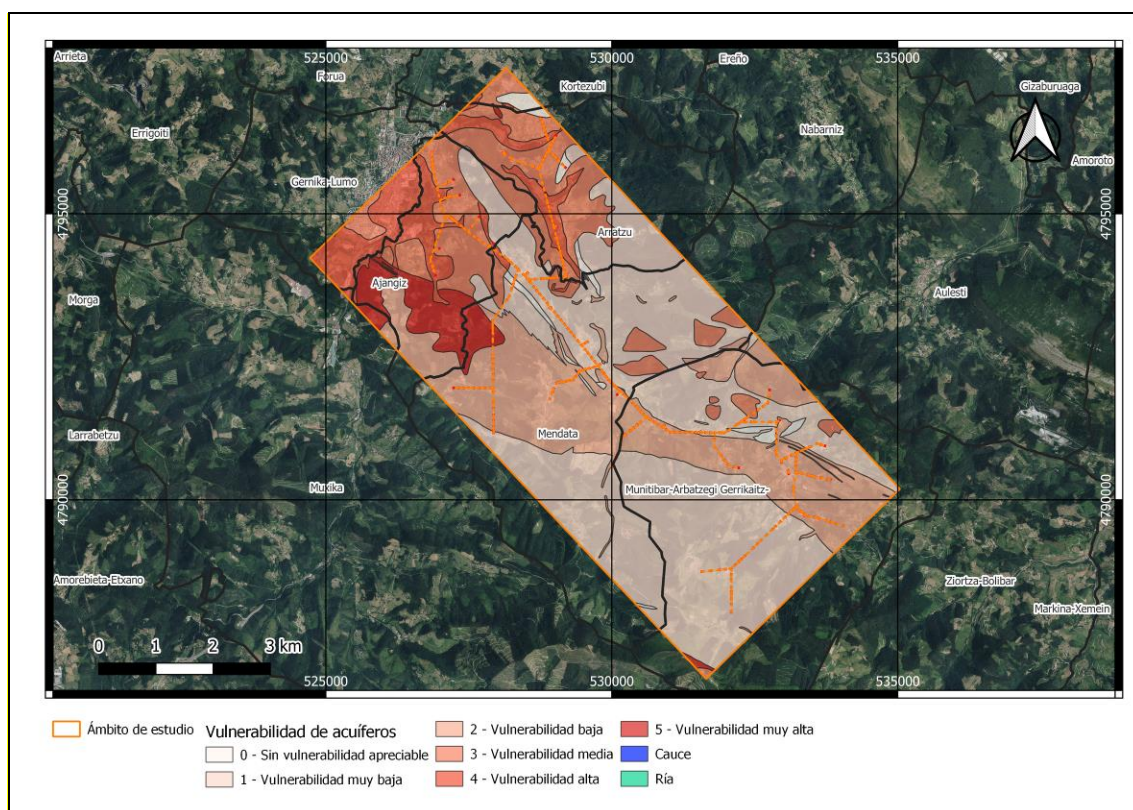 525000
530000
535000
Arrieta
Forua
Kortezubi
Ereño
Gizaburuaga
Errigoiti
Nabarniz
Amoroto
Gernika-Lumo
4795000
4795000
Arratzu
Ajangiz
Morga
Aulesti
Larrabetzu
Mendata
Muxika
Munitibar-Arbatzegi Gerrikaitz-
4790000
4790000
Amorebieta-Etxano
Ziortza-Bolibar
Markina-Xemein
0 1 2 3 km
525000
530000
535000
Ámbito de estudio
Vulnerabilidad de acuíferos
0 - Sin vulnerabilidad apreciable
1 - Vulnerabilidad muy baja
2 - Vulnerabilidad baja
3 - Vulnerabilidad media
4 - Vulnerabilidad alta
5 - Vulnerabilidad muy alta
Cauce
Ría